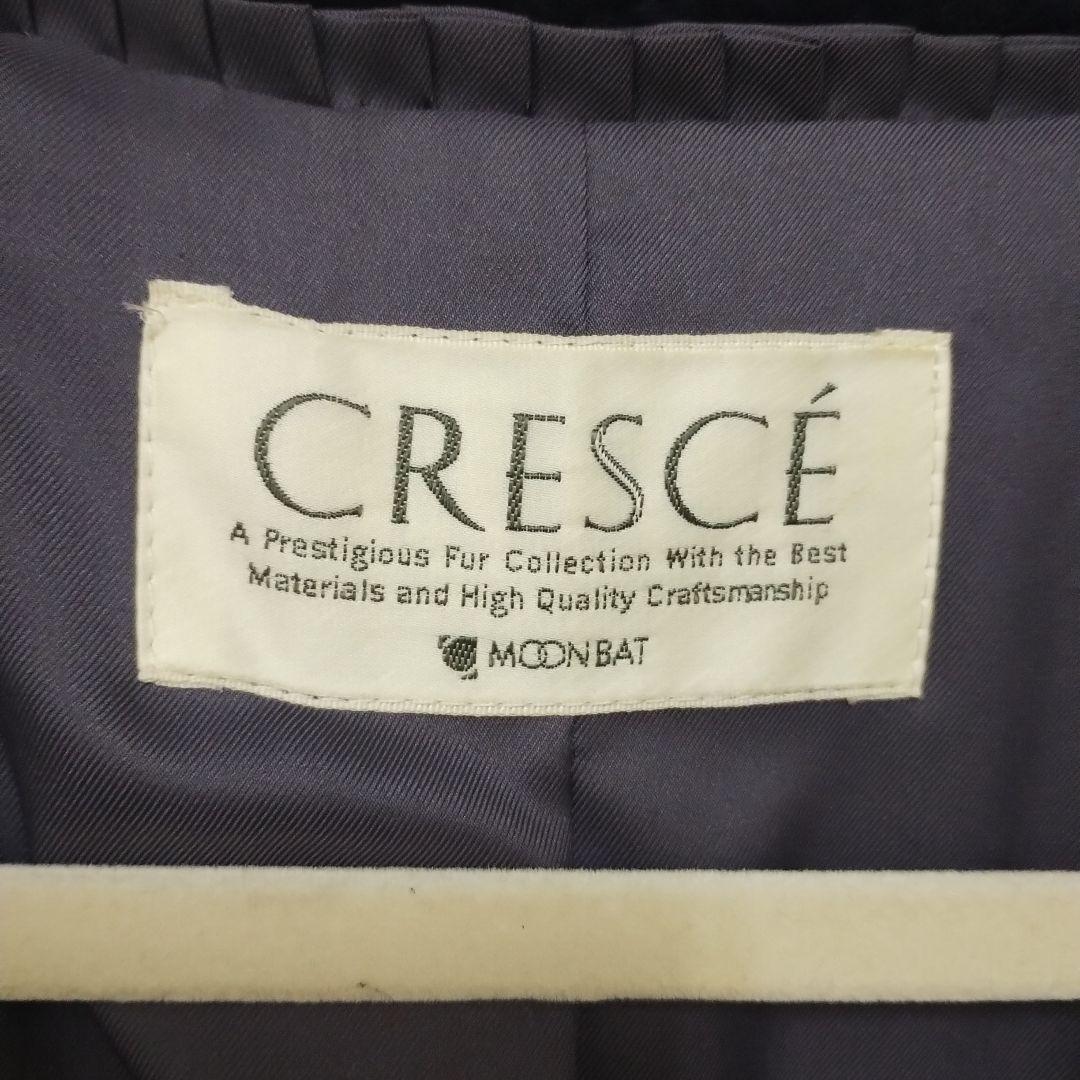 CRESCÉ
A Prestigious Fur Collection With the Best
Materials and High Quality Craftsmanship
MOONBAT